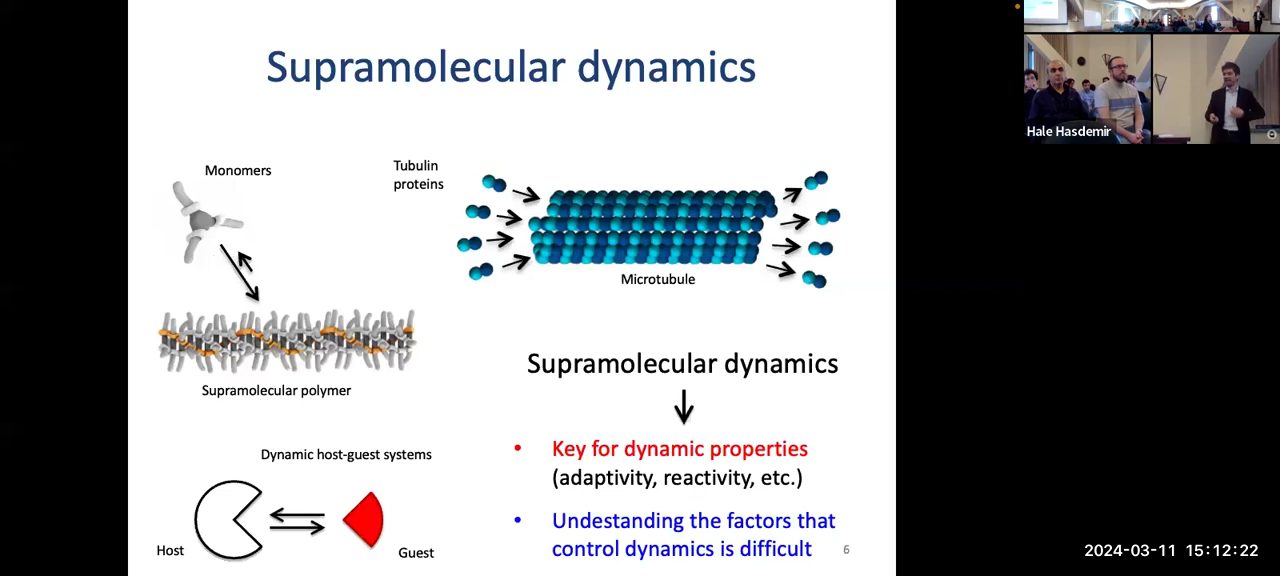 Supramolecular dynamics
Monomers
Tubulin
proteins
Microtubule
Supramolecular polymer
Supramolecular dynamics
• Key for dynamic properties
(adaptivity, reactivity, etc.)
• Undestanding the factors that
control dynamics is difficult
Dynamic host-guest systems
Host
Guest
6
Hale Hasdemir
2024-03-11 15:12:22